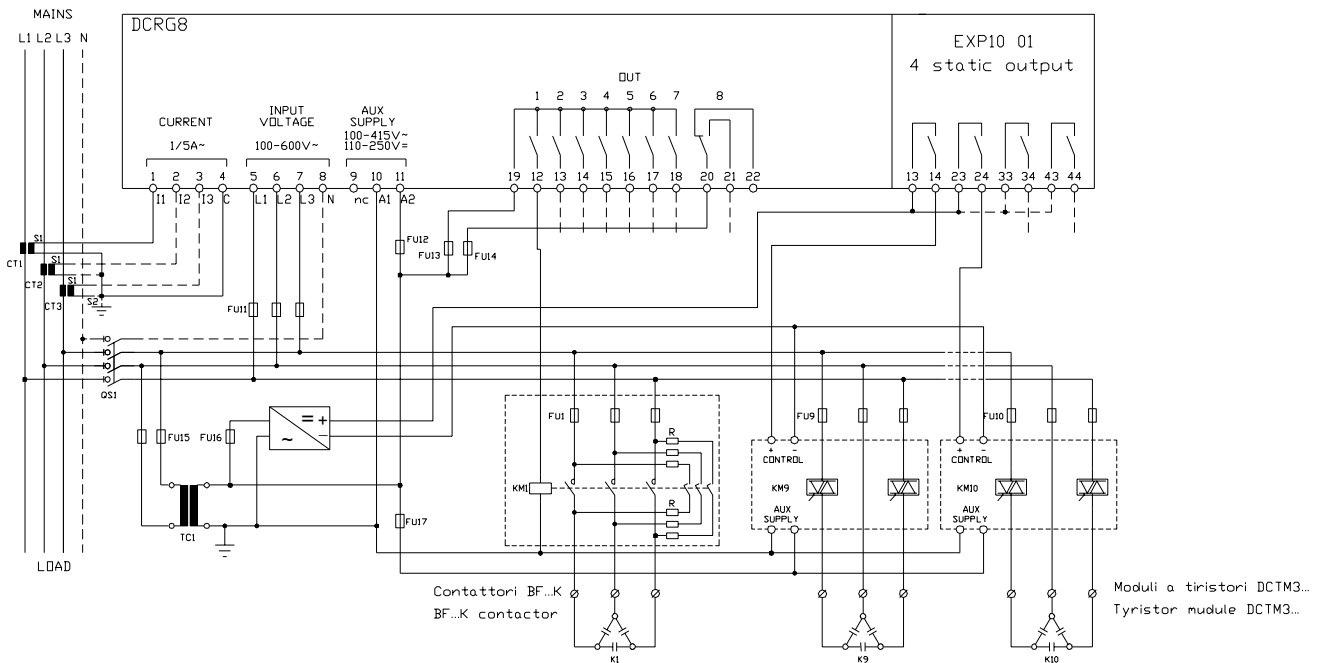 MAINS
L1 L2 L3 N
DCRG8
EXP10 01
4 static output
OUT
1 2 3 4 5 6 7 8
CURRENT
1/5A~
INPUT
VOLTAGE
100-600V~
AUX
SUPPLY
100-415V~
110-250V=
1 2 3 4 5 6 7 8 9 10 11
19 12 13 14 15 16 17 18 20 21 22
13 14 23 24 33 34 43 44
I1 I2 I3 C L1 L2 L3 N nc A1 A2
S1
CT1
S1
CT2
S1
CT3
S2
FU12
FU13
FU14
FU11
QS1
FU15
FU16
= +
~ −
FU17
TC1
LOAD
FU1
R
KM1
R
FU9
+ −
CONTROL
KM9
AUX
SUPPLY
FU10
+ −
CONTROL
KM10
AUX
SUPPLY
Contattori BF...K
BF...K contactor
Moduli a tiristori DCTM3...
Tyristor mudule DCTM3...
K1
K9
K10